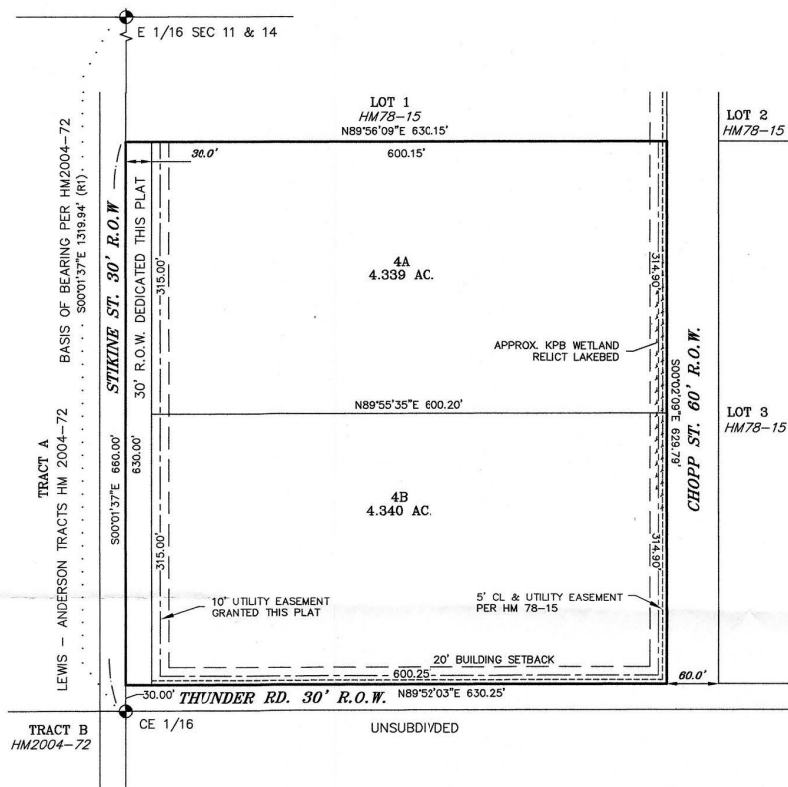 E 1/16 SEC 11 & 14
LOT 1
HM78-15
N89°56'09"E 630.15'
LOT 2
HM78-15
30.0'
600.15'
TRACT A
LEWIS - ANDERSON TRACTS HM 2004-72
BASIS OF BEARING PER HM2004-72
S00°01'37"E 1319.94' (R1)
STIKINE ST. 30' R.O.W
S00°01'37"E 660.00'
30' R.O.W. DEDICATED THIS PLAT
630.00'
315.00'
4A
4.339 AC.
314.90'
APPROX. KPB WETLAND
RELICT LAKEBED
S00°02'09"E 629.79'
CHOPP ST. 60' R.O.W.
LOT 3
HM78-15
N89°55'35"E 600.20'
4B
4.340 AC.
315.00'
314.90'
10' UTILITY EASEMENT
GRANTED THIS PLAT
5' CL & UTILITY EASEMENT
PER HM 78-15
20' BUILDING SETBACK
600.25
60.0'
30.00'
THUNDER RD. 30' R.O.W.
N89°52'03"E 630.25'
CE 1/16
UNSUBDIVDED
TRACT B
HM2004-72